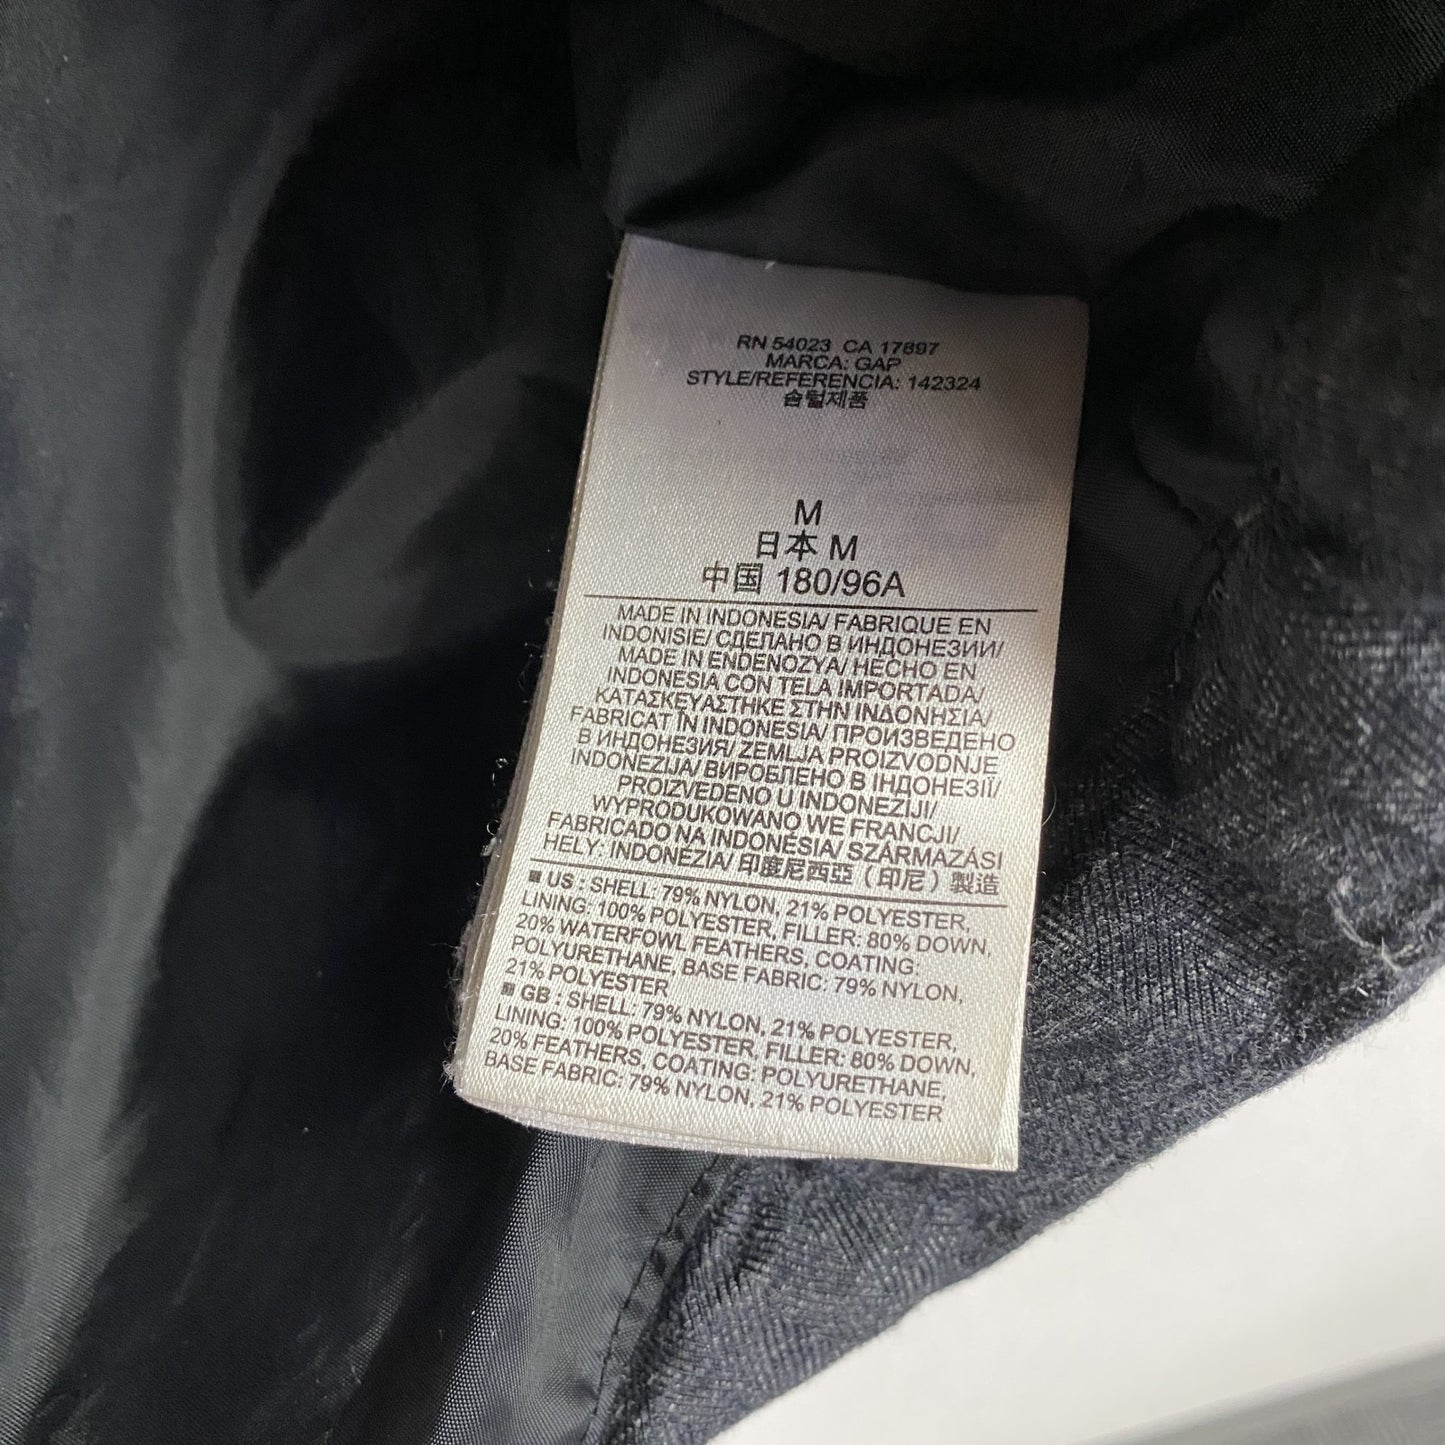 RN 54023 CA 17897
MARCA: GAP
STYLE/REFERENCIA: 142324
솜털제품
M
日本 M
中国 180/96A
MADE IN INDONESIA/ FABRIQUE EN
INDONISIE/ СДЕЛАНО В ИНДОНЕЗИИ/
MADE IN ENDENOZYA/ HECHO EN
INDONESIA CON TELA IMPORTADA/
ΚΑΤΑΣΚΕΥΑΣΤΗΚΕ ΣΤΗΝ ΙΝΔΟΝΗΣΙΑ/
FABRICAT ÎN INDONESIA/ ПРОИЗВЕДЕНО
В ИНДОНЕЗИЯ/ ZEMLJA PROIZVODNJE
INDONEZIJA/ ВИРОБЛЕНО В ІНДОНЕЗІЇ/
PROIZVEDENO U INDONEZIJI/
WYPRODUKOWANO WE FRANCJI/
FABRICADO NA INDONÉSIA/ SZÁRMAZÁSI
HELY: INDONEZIA/ 印度尼西亞 (印尼) 製造
US : SHELL: 79% NYLON, 21% POLYESTER,
LINING: 100% POLYESTER, FILLER: 80% DOWN,
20% WATERFOWL FEATHERS, COATING:
POLYURETHANE, BASE FABRIC: 79% NYLON,
21% POLYESTER
GB : SHELL: 79% NYLON, 21% POLYESTER,
LINING: 100% POLYESTER, FILLER: 80% DOWN,
20% FEATHERS, COATING: POLYURETHANE,
BASE FABRIC: 79% NYLON, 21% POLYESTER